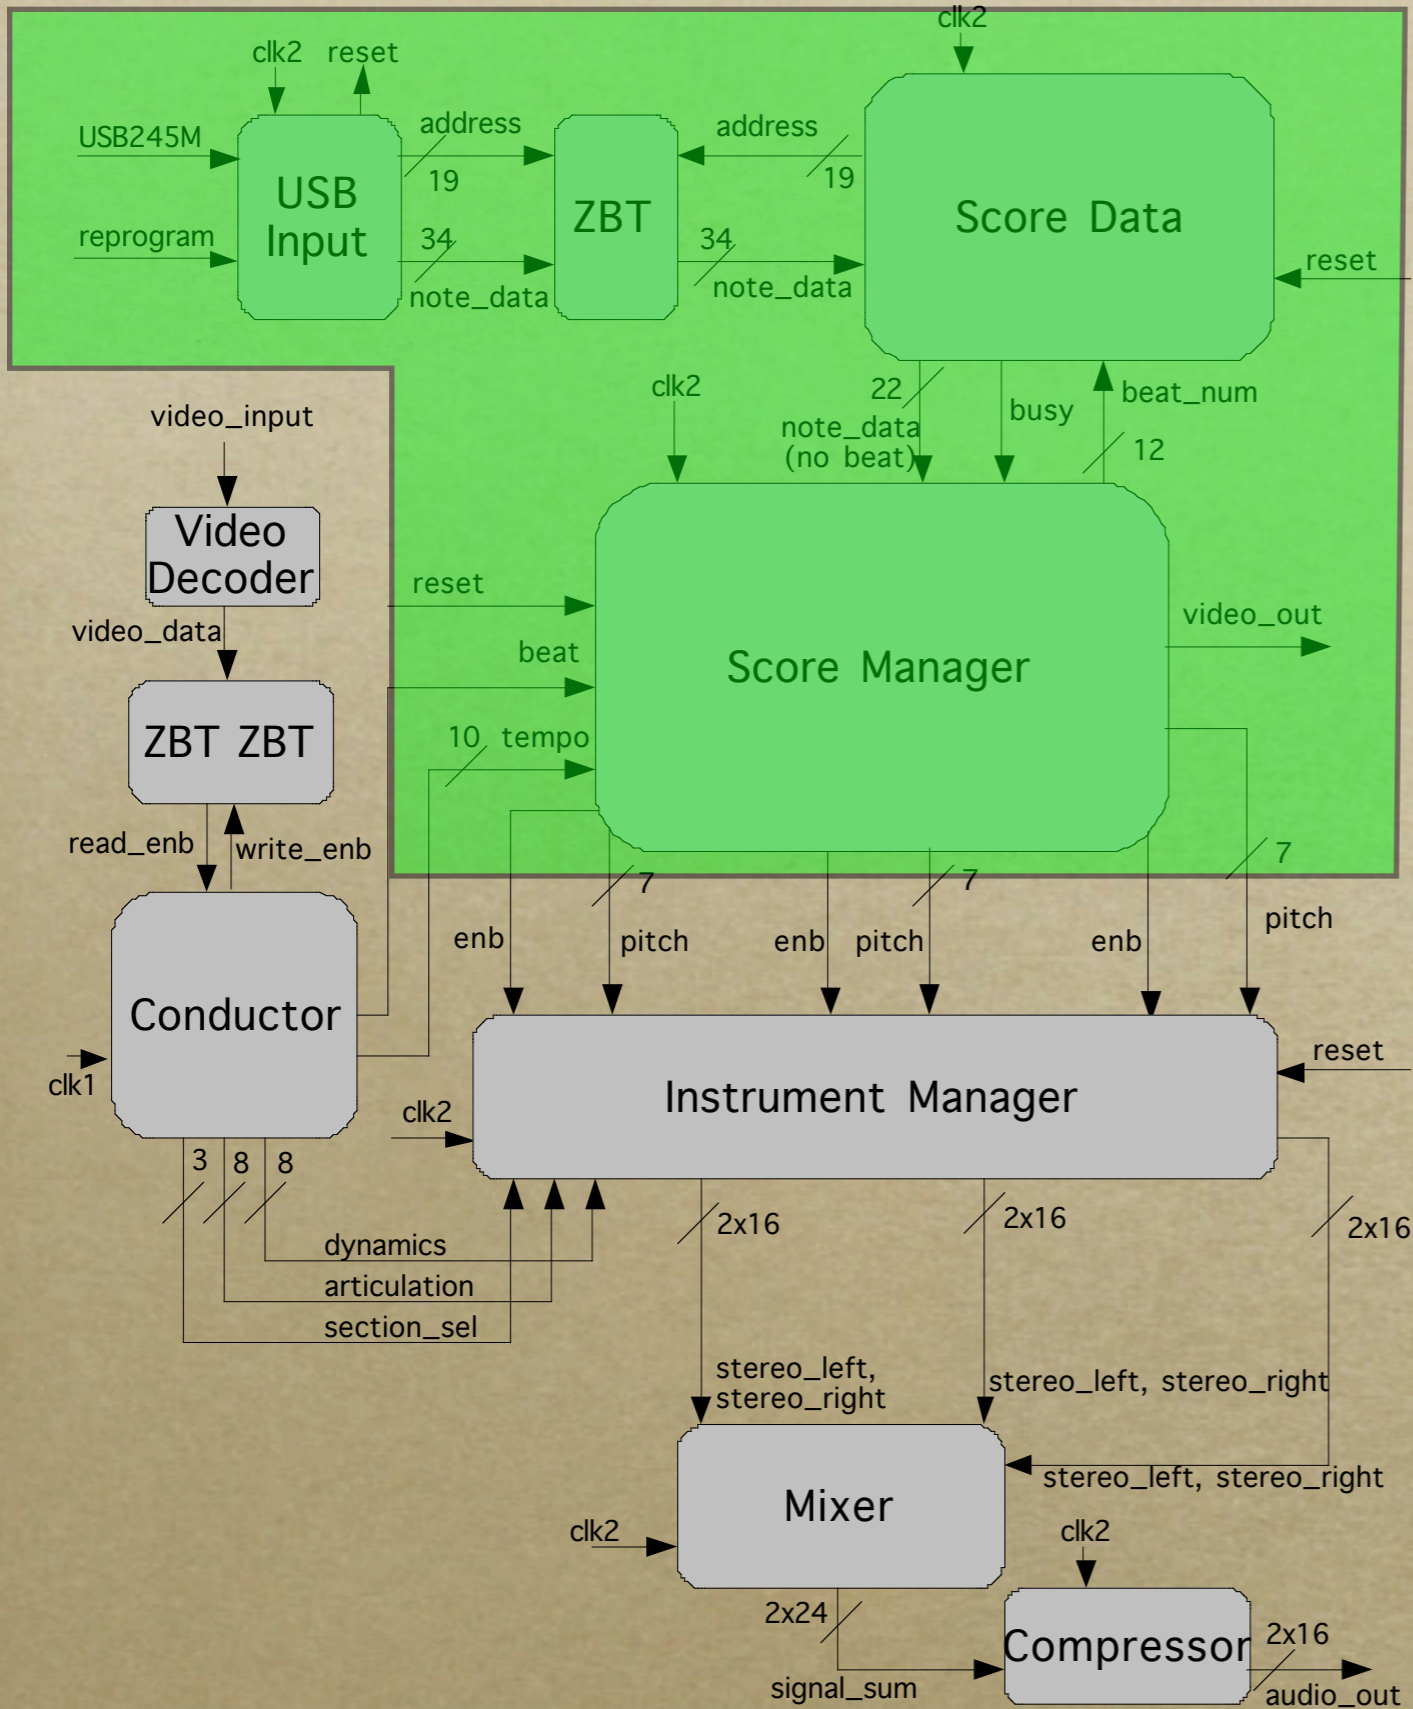 clk2
clk2 reset
USB245M
address
19
address
19
USB
Input
ZBT
Score Data
reprogram
34
note_data
34
note_data
reset
clk2
22
note_data
(no beat)
busy
beat_num
12
video_input
Video
Decoder
video_data
reset
beat
10 tempo
Score Manager
video_out
ZBT ZBT
read_enb
write_enb
7
7
7
enb
pitch
enb
pitch
enb
pitch
Conductor
clk1
Instrument Manager
reset
clk2
3
8
8
dynamics
articulation
section_sel
2x16
2x16
2x16
stereo_left,
stereo_right
stereo_left, stereo_right
stereo_left, stereo_right
Mixer
clk2
clk2
2x24
signal_sum
Compressor
2x16
audio_out